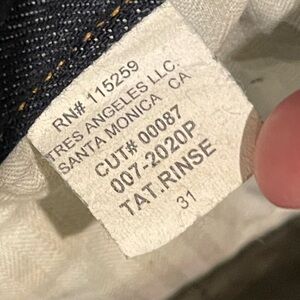 RN# 115259
TRES ANGELES LLC.
SANTA MONICA CA
CUT# 00087
007-2020P
TAT.RINSE
31